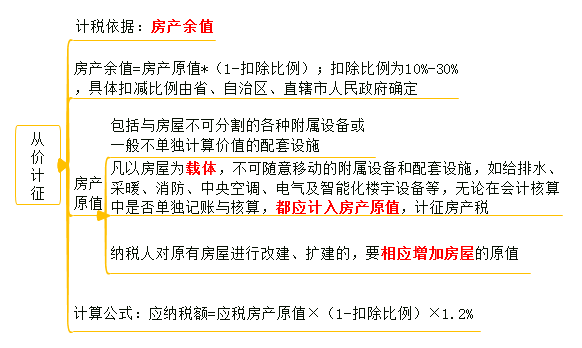 从价计征
计税依据：房产余值
房产余值=房产原值*（1-扣除比例）；扣除比例为10%-30%
，具体扣减比例由省、自治区、直辖市人民政府确定
房产原值
包括与房屋不可分割的各种附属设备或
一般不单独计算价值的配套设施
凡以房屋为载体，不可随意移动的附属设备和配套设施，如给排水、
采暖、消防、中央空调、电气及智能化楼宇设备等，无论在会计核算
中是否单独记账与核算，都应计入房产原值，计征房产税
纳税人对原有房屋进行改建、扩建的，要相应增加房屋的原值
计算公式：应纳税额=应税房产原值×（1-扣除比例）×1.2%